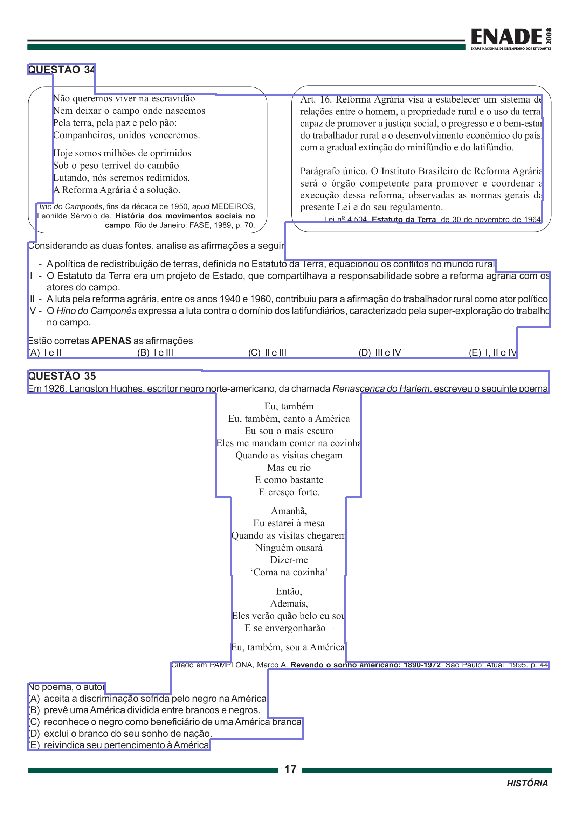 ENADE 2008
EXAME NACIONAL DE DESEMPENHO DOS ESTUDANTES
QUESTÃO 34
Não queremos viver na escravidão
Nem deixar o campo onde nascemos
Pela terra, pela paz e pelo pão:
Companheiros, unidos venceremos.
Hoje somos milhões de oprimidos
Sob o peso terrível do cambão
Lutando, nós seremos redimidos.
A Reforma Agrária é a solução.
Hino do Camponês, fins da década de 1950, apud MEDEIROS,
Leonilde Sérvolo de. História dos movimentos sociais no
campo. Rio de Janeiro: FASE, 1989, p. 70.
Art. 16. Reforma Agrária visa a estabelecer um sistema de
relações entre o homem, a propriedade rural e o uso da terra,
capaz de promover a justiça social, o progresso e o bem-estar
do trabalhador rural e o desenvolvimento econômico do país,
com a gradual extinção do minifúndio e do latifúndio.
Parágrafo único. O Instituto Brasileiro de Reforma Agrária
será o órgão competente para promover e coordenar a
execução dessa reforma, observadas as normas gerais da
presente Lei e do seu regulamento.
Lei nº 4.504, Estatuto da Terra, de 30 de novembro de 1964.
Considerando as duas fontes, analise as afirmações a seguir.
I - A política de redistribuição de terras, definida no Estatuto da Terra, equacionou os conflitos no mundo rural.
II - O Estatuto da Terra era um projeto de Estado, que compartilhava a responsabilidade sobre a reforma agrária com os
atores do campo.
III - A luta pela reforma agrária, entre os anos 1940 e 1960, contribuiu para a afirmação do trabalhador rural como ator político.
IV - O Hino do Camponês expressa a luta contra o domínio dos latifundiários, caracterizado pela super-exploração do trabalho
no campo.
Estão corretas APENAS as afirmações
(A) I e II (B) I e III (C) II e III (D) III e IV (E) I, II e IV
QUESTÃO 35
Em 1926, Langston Hughes, escritor negro norte-americano, da chamada Renascença do Harlem, escreveu o seguinte poema:
Eu, também
Eu, também, canto a América
Eu sou o mais escuro
Eles me mandam comer na cozinha
Quando as visitas chegam
Mas eu rio
E como bastante
E cresço forte.
Amanhã,
Eu estarei à mesa
Quando as visitas chegarem
Ninguém ousará
Dizer-me
‘Coma na cozinha’
Então,
Ademais,
Eles verão quão belo eu sou
E se envergonharão
Eu, também, sou a América
Citado em PAMPLONA, Marco A. Revendo o sonho americano: 1890-1972. São Paulo: Atual, 1995, p. 44.
No poema, o autor
(A) aceita a discriminação sofrida pelo negro na América.
(B) prevê uma América dividida entre brancos e negros.
(C) reconhece o negro como beneficiário de uma América branca.
(D) exclui o branco do seu sonho de nação.
(E) reivindica seu pertencimento à América.
17
HISTÓRIA